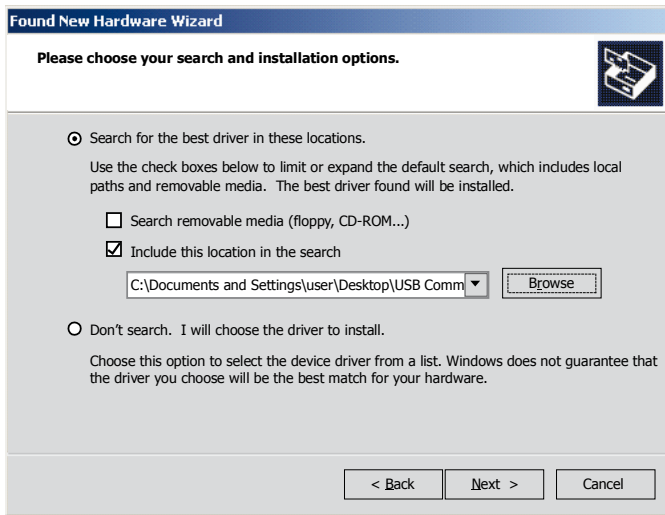 Found New Hardware Wizard
Please choose your search and installation options.
Search for the best driver in these locations.
Use the check boxes below to limit or expand the default search, which includes local
paths and removable media. The best driver found will be installed.
Search removable media (floppy, CD-ROM...)
Include this location in the search
C:\Documents and Settings\user\Desktop\USB Comm
Browse
Don't search. I will choose the driver to install.
Choose this option to select the device driver from a list. Windows does not guarantee that
the driver you choose will be the best match for your hardware.
< Back
Next >
Cancel